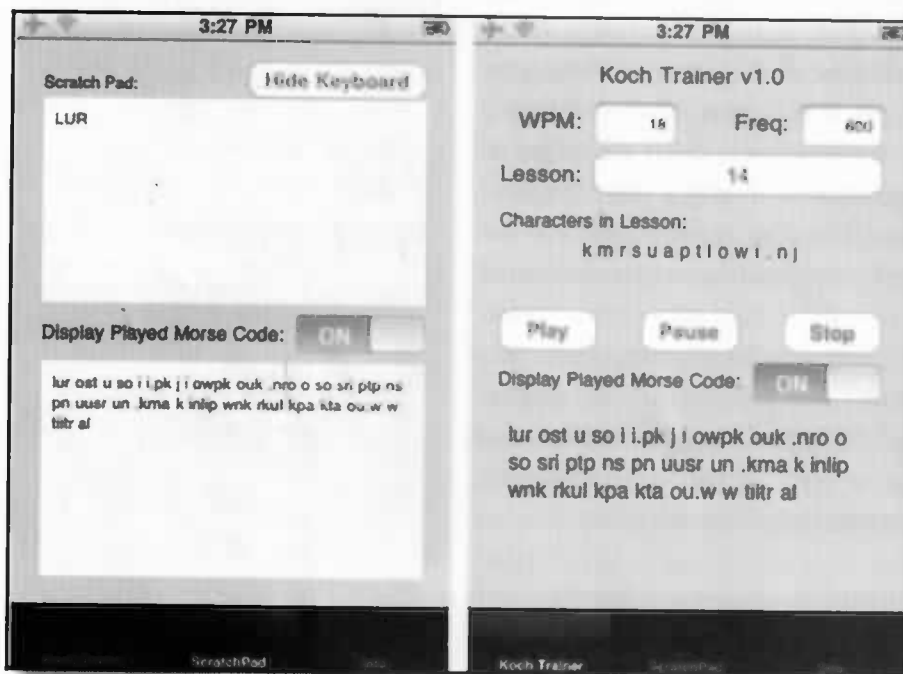 3:27 PM
Scratch Pad:
Hide Keyboard
LUR
Display Played Morse Code:
ON
lur ost u so i i.pk j i owpk ouk .nro o so sri ptp ns
pn uusr un .kma k inlip wnk rkul kpa kta ou.w w
tiitr al
ScratchPad
3:27 PM
Koch Trainer v1.0
WPM:
18
Freq:
600
Lesson:
14
Characters in Lesson:
k m r s u a p t l o w i . n j
Play
Pause
Stop
Display Played Morse Code:
ON
lur ost u so i i.pk j i owpk ouk .nro o
so sri ptp ns pn uusr un .kma k inlip
wnk rkul kpa kta ou.w w tiitr al
Koch Trainer
ScratchPad